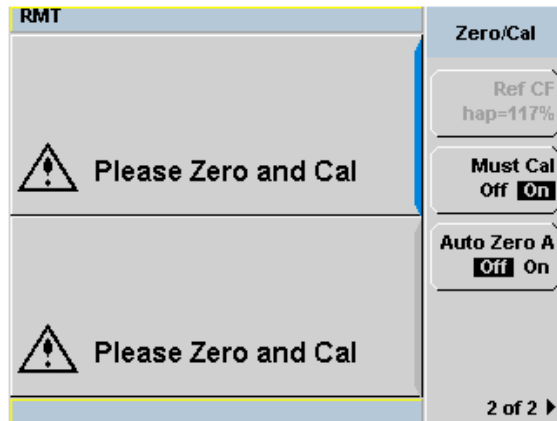 RMT
Please Zero and Cal
Please Zero and Cal
Zero/Cal
Ref CF
hap=117%
Must Cal
Off On
Auto Zero A
Off On
2 of 2